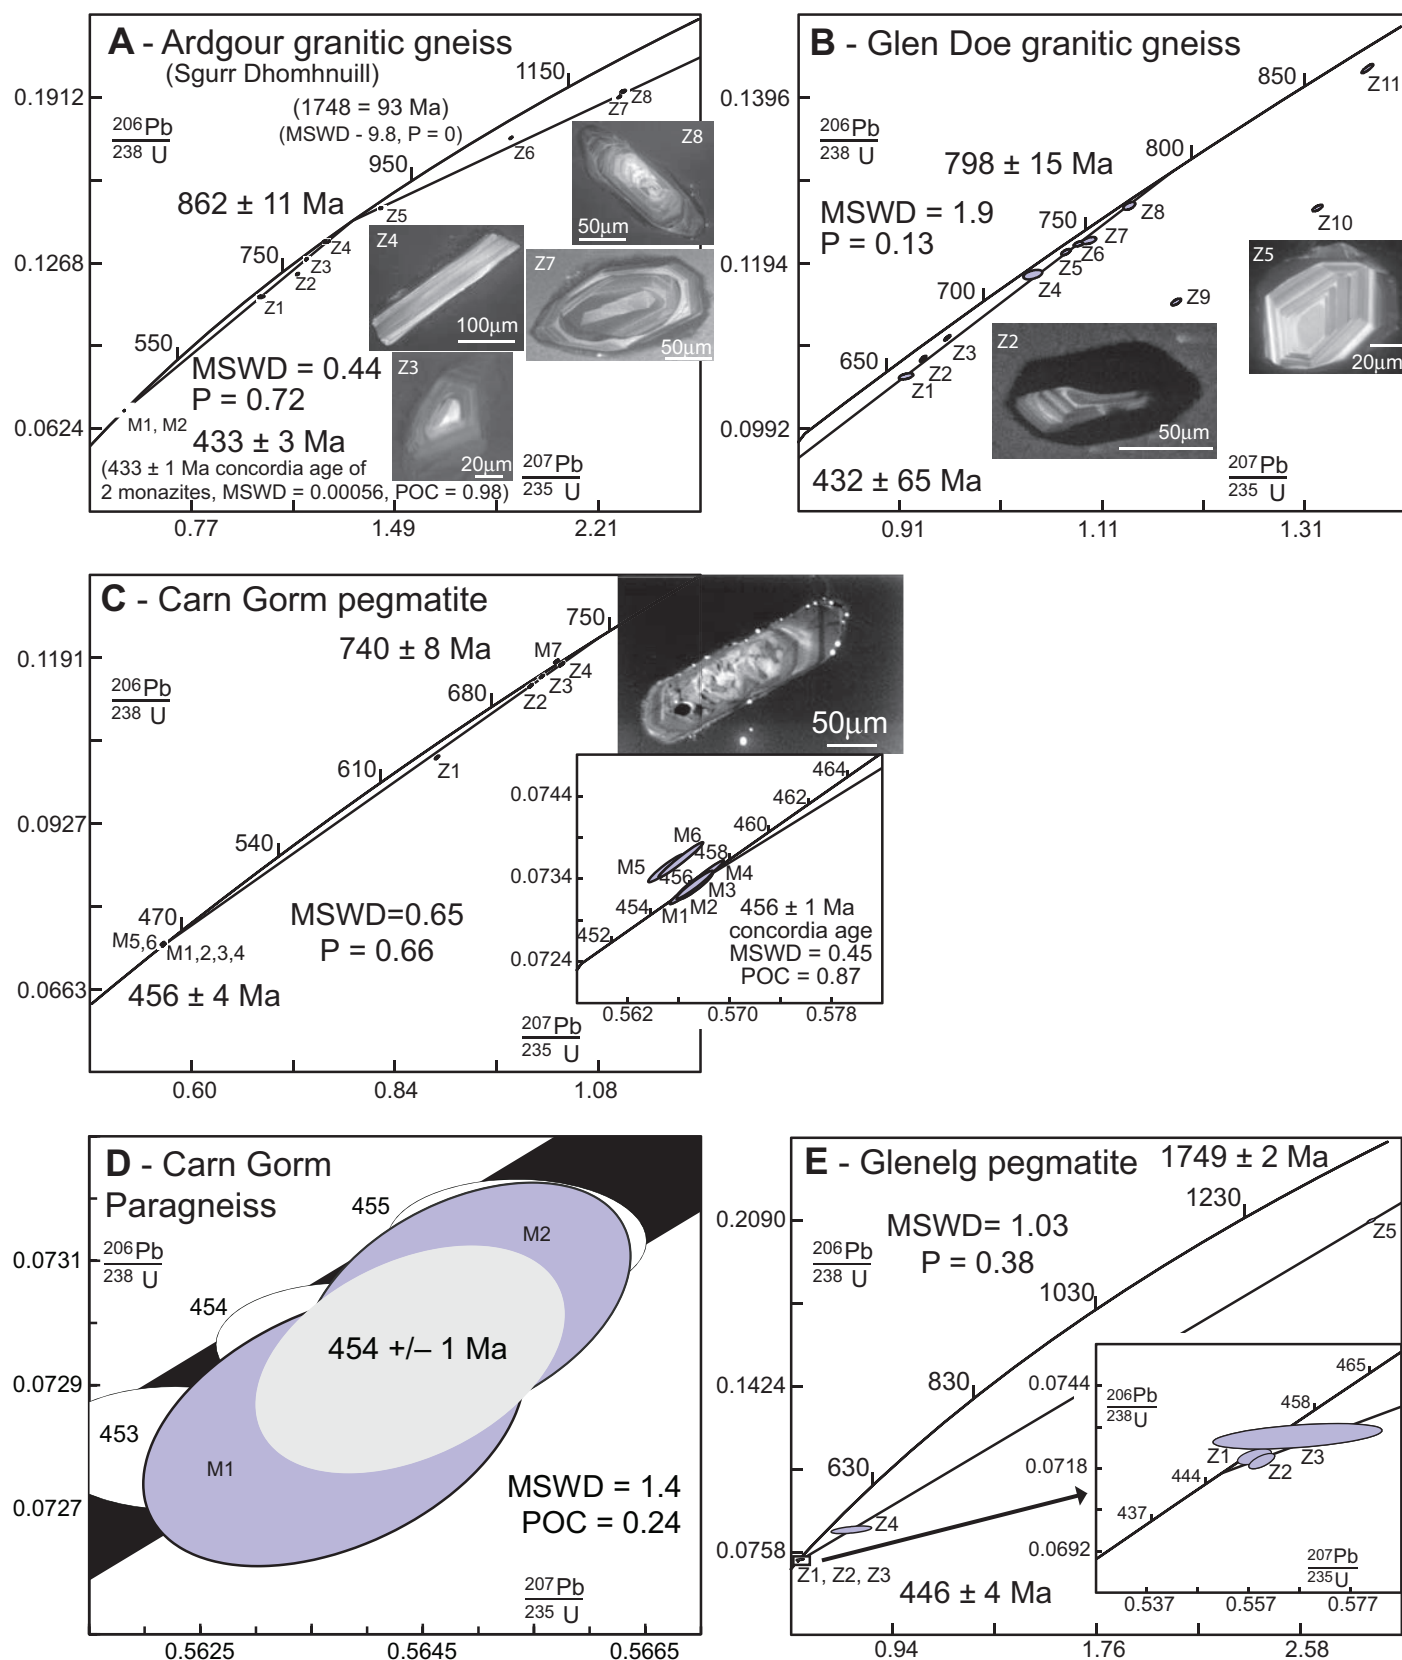 A - Ardgour granitic gneiss
(Sgurr Dhomhnuill)
1150
0.1912
(1748 = 93 Ma)
(MSWD - 9.8, P = 0)
206Pb
238 U
Z8
Z7
Z6
950
862 ± 11 Ma
Z5
Z8
50µm
750
Z4
Z3
Z2
Z1
0.1268
Z4
100µm
Z7
50µm
550
MSWD = 0.44
P = 0.72
Z3
20µm
M1, M2
0.0624
433 ± 3 Ma
(433 ± 1 Ma concordia age of
2 monazites, MSWD = 0.00056, POC = 0.98)
207Pb
235 U
0.77
1.49
2.21
B - Glen Doe granitic gneiss
850
Z11
0.1396
206Pb
238 U
800
798 ± 15 Ma
MSWD = 1.9
P = 0.13
750
Z8
Z10
Z7
Z6
Z5
Z4
0.1194
Z5
20µm
700
Z9
Z3
Z2
Z1
650
Z2
50µm
0.0992
432 ± 65 Ma
207Pb
235 U
0.91
1.11
1.31
C - Carn Gorm pegmatite
750
740 ± 8 Ma
0.1191
M7
Z4
Z3
Z2
206Pb
238 U
680
50µm
610
Z1
0.0927
540
470
MSWD=0.65
P = 0.66
M5,6
M1,2,3,4
0.0663
456 ± 4 Ma
207Pb
235 U
0.60
0.84
1.08
464
0.0744
462
460
M6
458
M5
456
M4
0.0734
M3
M2
M1
454
456 ± 1 Ma
concordia age
MSWD = 0.45
POC = 0.87
452
0.0724
0.562
0.570
0.578
D - Carn Gorm
Paragneiss
455
M2
0.0731
206Pb
238 U
454
454 +/– 1 Ma
0.0729
453
M1
MSWD = 1.4
POC = 0.24
0.0727
207Pb
235 U
0.5625
0.5645
0.5665
E - Glenelg pegmatite
1749 ± 2 Ma
1230
0.2090
MSWD= 1.03
P = 0.38
Z5
206Pb
238 U
1030
830
0.1424
630
Z4
0.0758
Z1, Z2, Z3
446 ± 4 Ma
0.94
1.76
2.58
465
0.0744
206Pb
238U
458
Z1
Z3
Z2
0.0718
444
437
0.0692
207Pb
235U
0.537
0.557
0.577